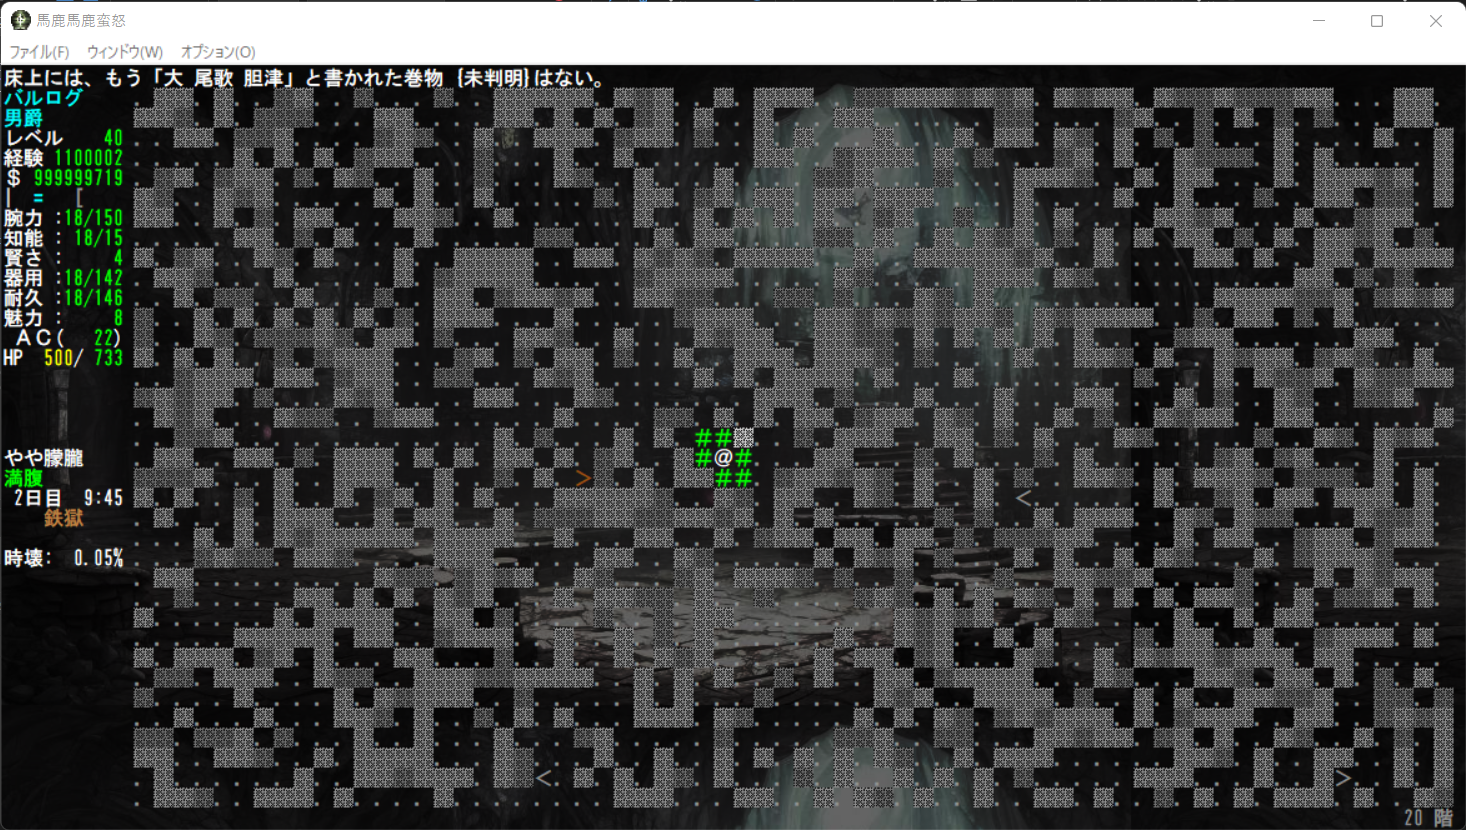 馬鹿馬鹿蛮怒
ファイル(F) ウィンドウ(W) オプション(O)
床上には、もう「大 尾歌 胆津」と書かれた巻物 {未判明}はない。
バルログ
男爵
レベル 40
経験 1100002
$ 999999719
| = [
腕力 :18/150
知能 : 18/15
賢さ : 4
器用 :18/142
耐久 :18/146
魅力 : 8
AC( 22)
HP 500/ 733
##
#@#
やや朦朧
満腹
>
##
2日目 9:45
<
鉄獄
時壊: 0.05%
<
>
20 階